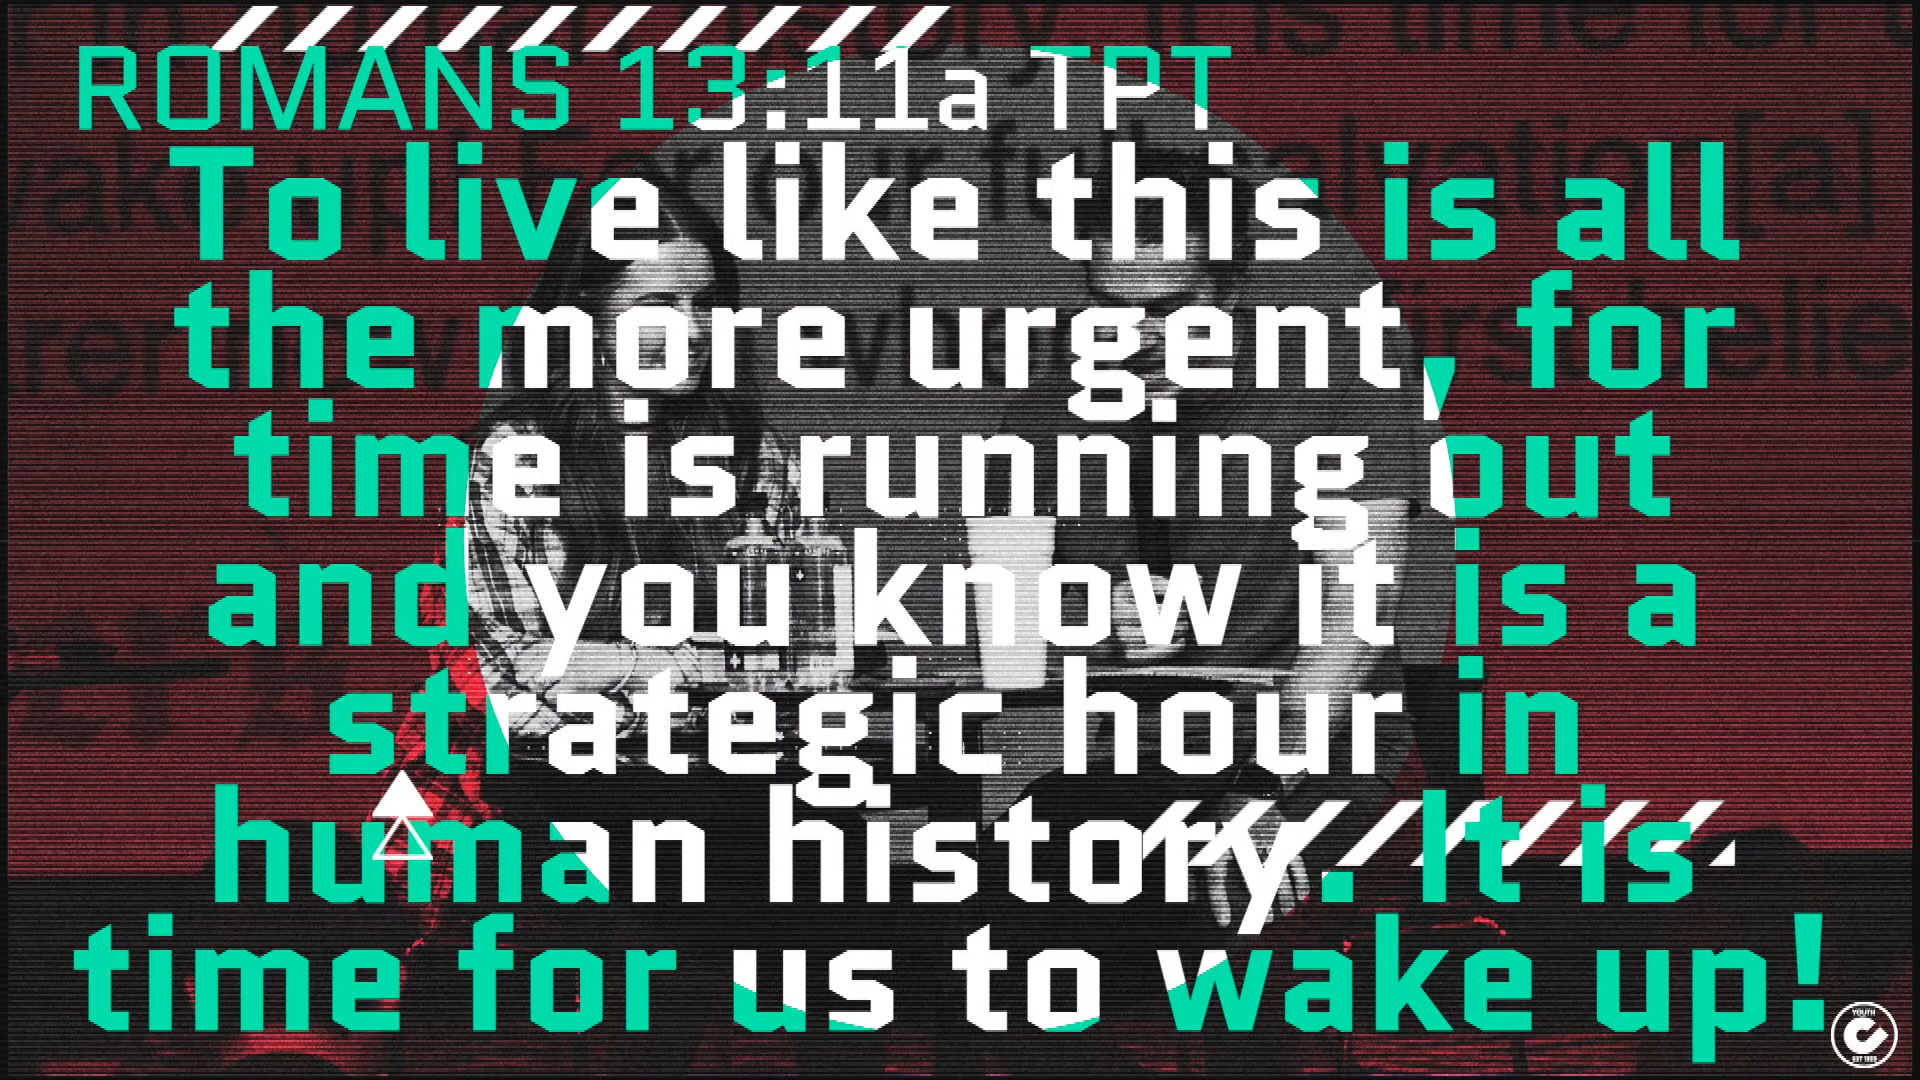 ROMANS 13:11a TPT
To live like this is all
the more urgent, for
time is running out
and you know it is a
strategic hour in
human history. It is
time for us to wake up!
YOUTH